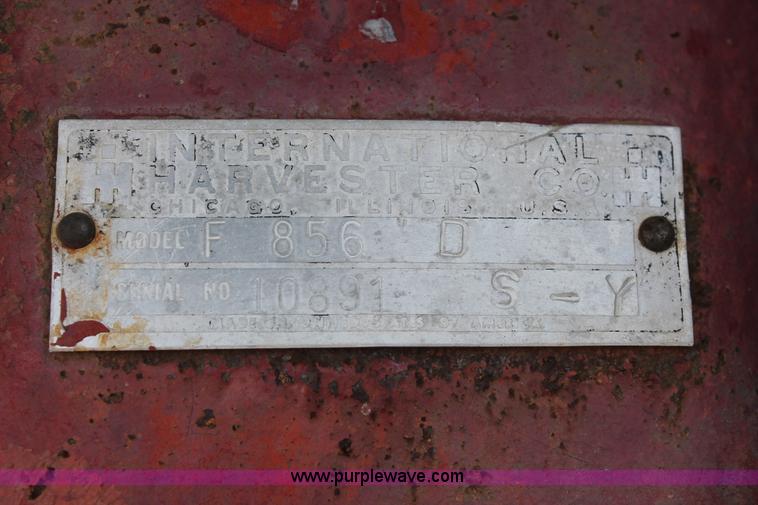 INTERNATIONAL
HARVESTER CO
CHICAGO, ILLINOIS, U.S.
MODEL F 856 D
SERIAL NO 10891 S - Y
www.purplewave.com